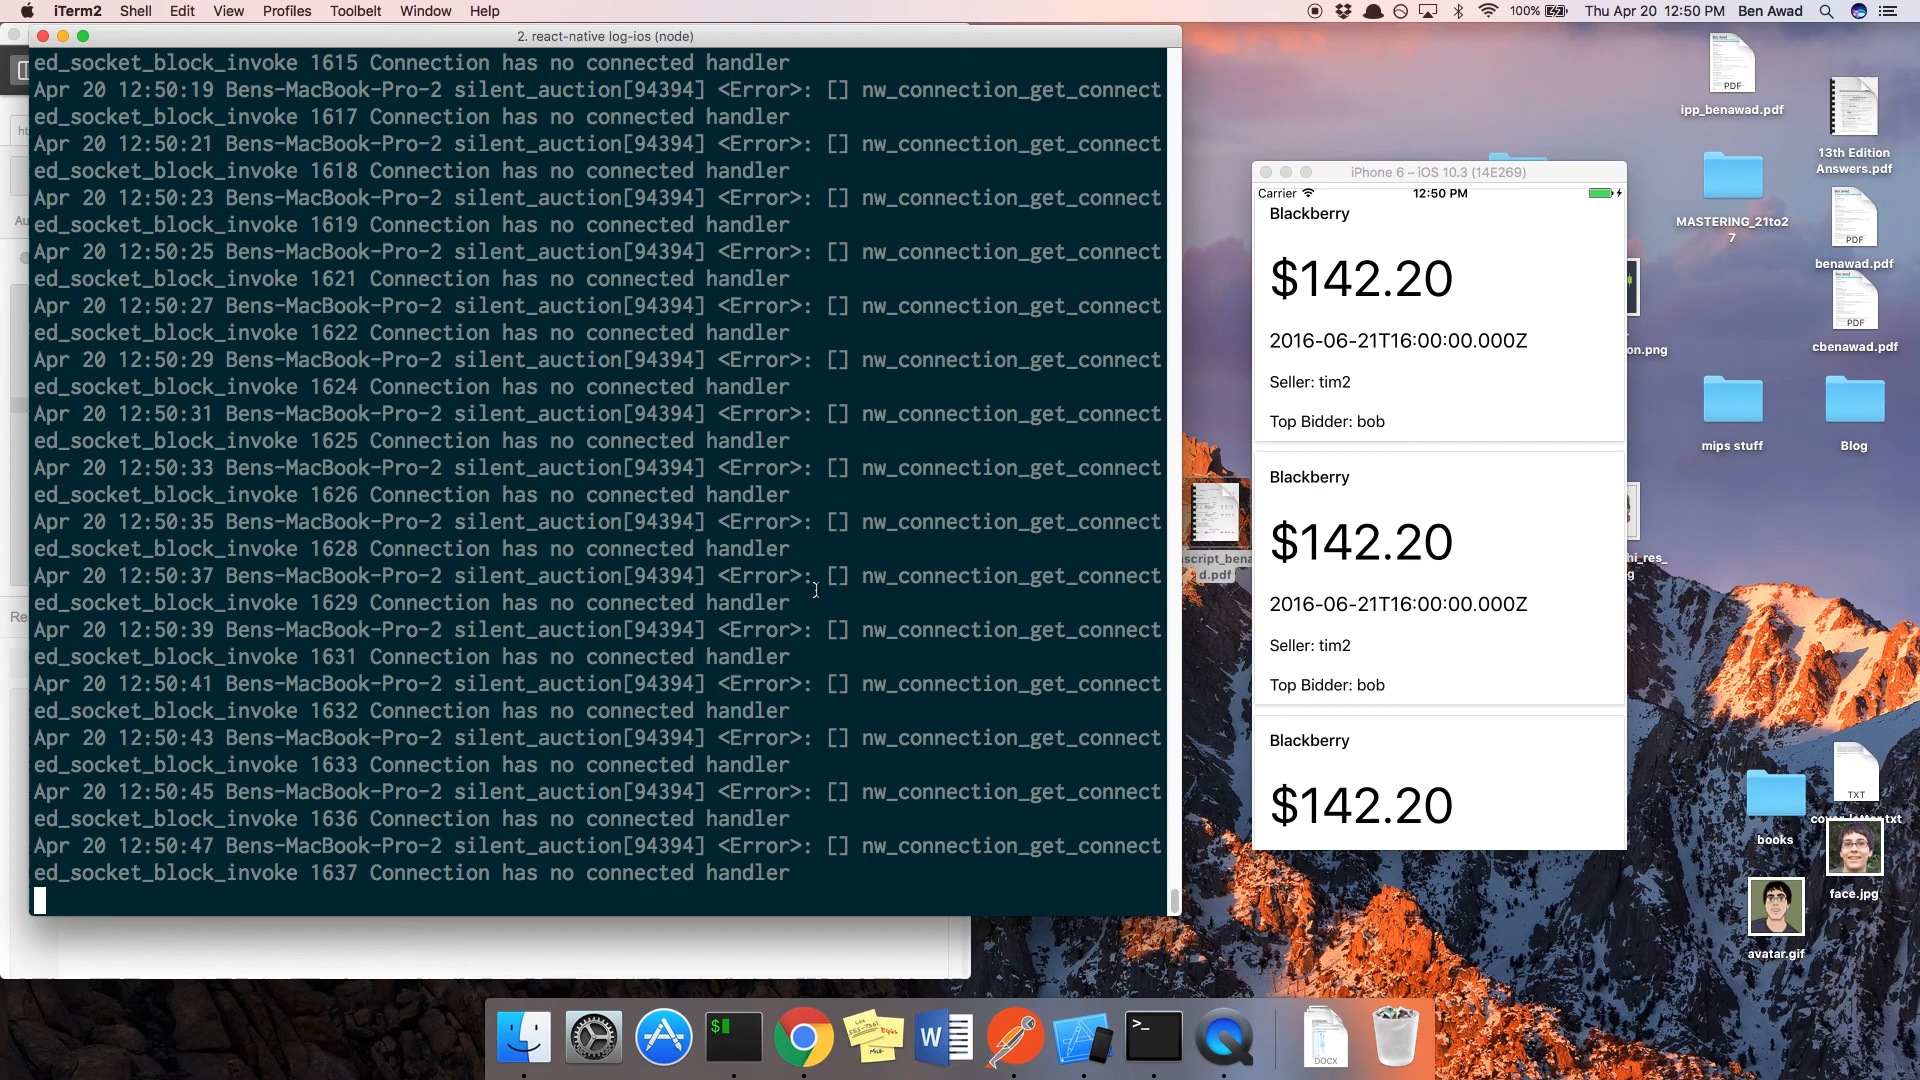 iTerm2 Shell Edit View Profiles Toolbelt Window Help
100% Thu Apr 20 12:50 PM Ben Awad
2. react-native log-ios (node)
ed_socket_block_invoke 1615 Connection has no connected handler
Apr 20 12:50:19 Bens-MacBook-Pro-2 silent_auction[94394] <Error>: [] nw_connection_get_connect
ed_socket_block_invoke 1617 Connection has no connected handler
Apr 20 12:50:21 Bens-MacBook-Pro-2 silent_auction[94394] <Error>: [] nw_connection_get_connect
ed_socket_block_invoke 1618 Connection has no connected handler
Apr 20 12:50:23 Bens-MacBook-Pro-2 silent_auction[94394] <Error>: [] nw_connection_get_connect
ed_socket_block_invoke 1619 Connection has no connected handler
Apr 20 12:50:25 Bens-MacBook-Pro-2 silent_auction[94394] <Error>: [] nw_connection_get_connect
ed_socket_block_invoke 1621 Connection has no connected handler
Apr 20 12:50:27 Bens-MacBook-Pro-2 silent_auction[94394] <Error>: [] nw_connection_get_connect
ed_socket_block_invoke 1622 Connection has no connected handler
Apr 20 12:50:29 Bens-MacBook-Pro-2 silent_auction[94394] <Error>: [] nw_connection_get_connect
ed_socket_block_invoke 1624 Connection has no connected handler
Apr 20 12:50:31 Bens-MacBook-Pro-2 silent_auction[94394] <Error>: [] nw_connection_get_connect
ed_socket_block_invoke 1625 Connection has no connected handler
Apr 20 12:50:33 Bens-MacBook-Pro-2 silent_auction[94394] <Error>: [] nw_connection_get_connect
ed_socket_block_invoke 1626 Connection has no connected handler
Apr 20 12:50:35 Bens-MacBook-Pro-2 silent_auction[94394] <Error>: [] nw_connection_get_connect
ed_socket_block_invoke 1628 Connection has no connected handler
Apr 20 12:50:37 Bens-MacBook-Pro-2 silent_auction[94394] <Error>: [] nw_connection_get_connect
ed_socket_block_invoke 1629 Connection has no connected handler
Apr 20 12:50:39 Bens-MacBook-Pro-2 silent_auction[94394] <Error>: [] nw_connection_get_connect
ed_socket_block_invoke 1631 Connection has no connected handler
Apr 20 12:50:41 Bens-MacBook-Pro-2 silent_auction[94394] <Error>: [] nw_connection_get_connect
ed_socket_block_invoke 1632 Connection has no connected handler
Apr 20 12:50:43 Bens-MacBook-Pro-2 silent_auction[94394] <Error>: [] nw_connection_get_connect
ed_socket_block_invoke 1633 Connection has no connected handler
Apr 20 12:50:45 Bens-MacBook-Pro-2 silent_auction[94394] <Error>: [] nw_connection_get_connect
ed_socket_block_invoke 1636 Connection has no connected handler
Apr 20 12:50:47 Bens-MacBook-Pro-2 silent_auction[94394] <Error>: [] nw_connection_get_connect
ed_socket_block_invoke 1637 Connection has no connected handler
ht
Au
Re
iPhone 6 – iOS 10.3 (14E269)
Carrier 12:50 PM
Blackberry
$142.20
2016-06-21T16:00:00.000Z
Seller: tim2
Top Bidder: bob
Blackberry
$142.20
2016-06-21T16:00:00.000Z
Seller: tim2
Top Bidder: bob
Blackberry
$142.20
PDF
ipp_benawad.pdf
13th Edition
Answers.pdf
MASTERING_21to2
7
PDF
benawad.pdf
on.png
PDF
cbenawad.pdf
mips stuff
Blog
script_bena
d.pdf
hi_res_
g
TXT
books
face.jpg
avatar.gif
$
W
>_
DOCX